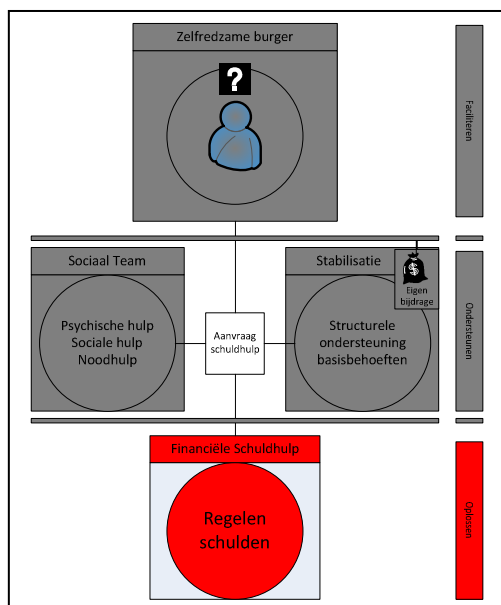 Zelfredzame burger
?
Faciliteren
Sociaal Team
Psychische hulp
Sociale hulp
Noodhulp
Aanvraag
schuldhulp
Stabilisatie
$
Eigen
bijdrage
Structurele
ondersteuning
basisbehoeften
Ondersteunen
Financiële Schuldhulp
Regelen
schulden
Oplossen